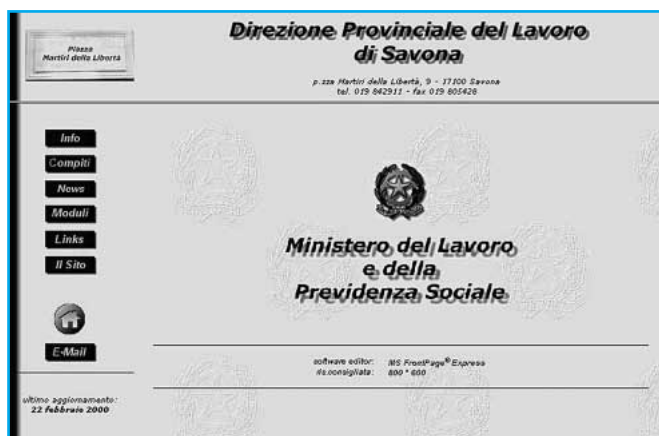 Piazza
Martiri della Libertà
Direzione Provinciale del Lavoro
di Savona
p.zza Martiri della Libertà, 9 - 17100 Savona
tel. 019 842911 - fax 019 805428
Info
Compiti
News
Moduli
Links
Il Sito
E-Mail
ultimo aggiornamento:
22 febbraio 2000
Ministero del Lavoro
e della
Previdenza Sociale
software editor: MS FrontPage® Express
ris.consigliata: 800 * 600